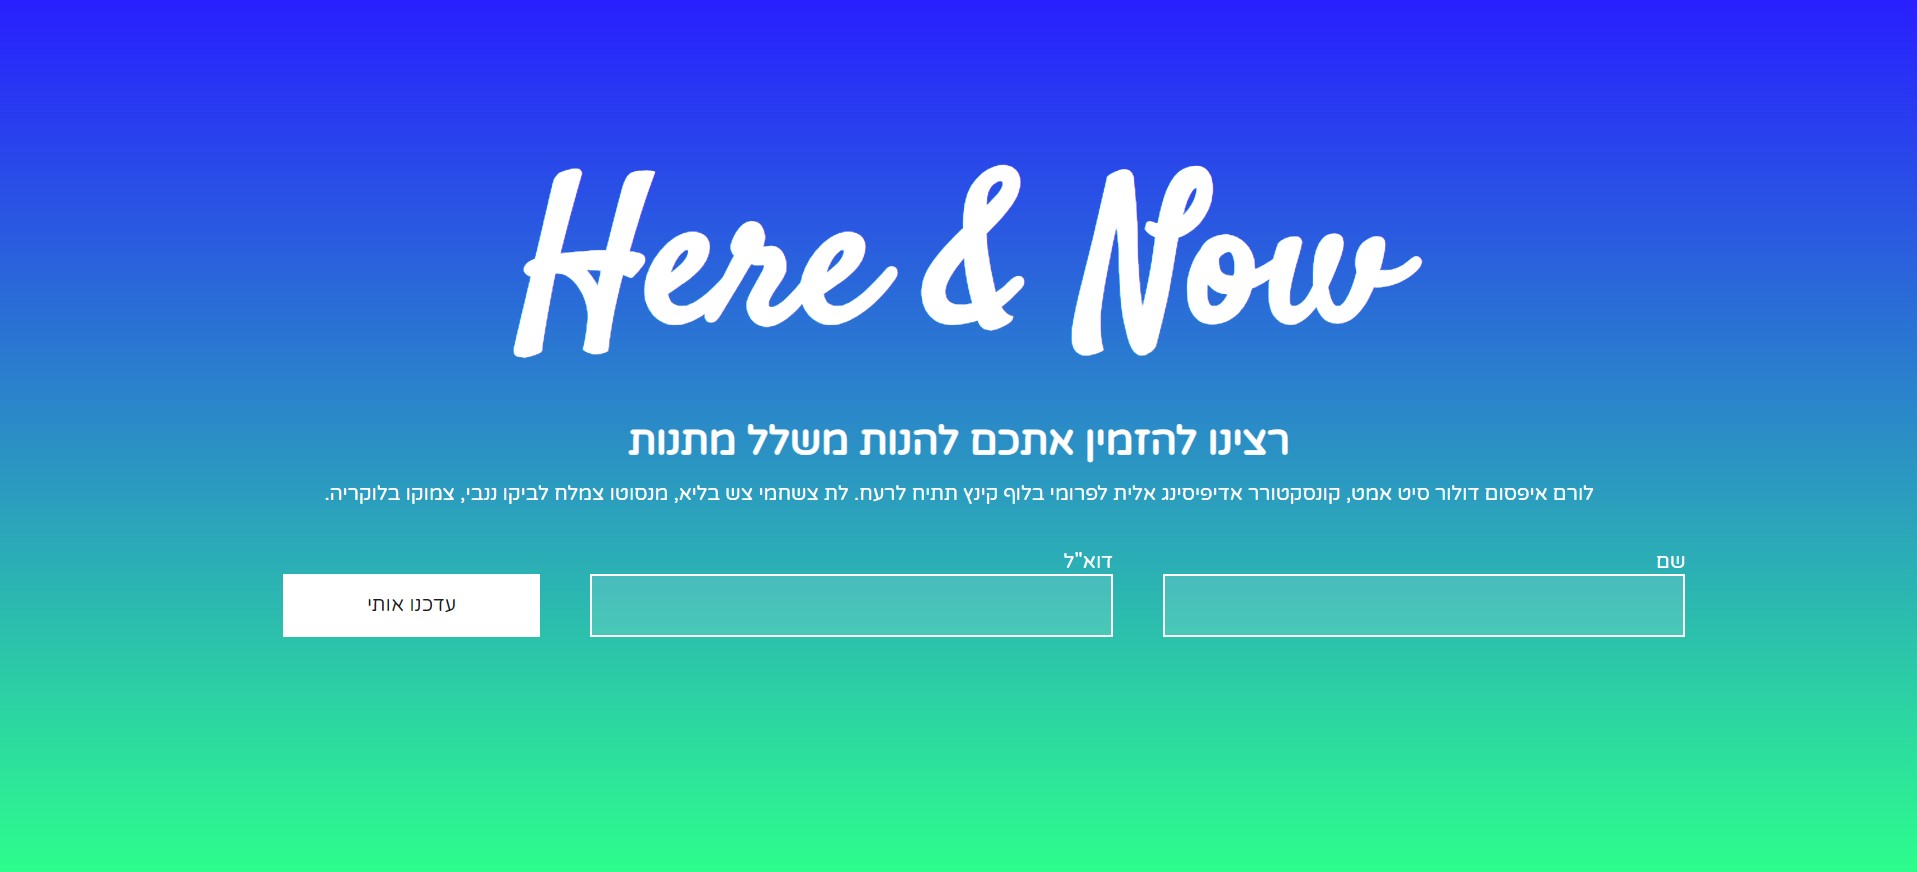 Here & Now
רצינו להזמין אתכם להנות משלל מתנות
לורם איפסום דולור סיט אמט, קונסקטורר אדיפיסינג אלית לפרומי בלוף קינץ תתיח לרעח. לת צשחמי צש בליא, מנסוטו צמלח לביקו ננבי, צמוקו בלוקריה.
שם
דוא"ל
עדכנו אותי